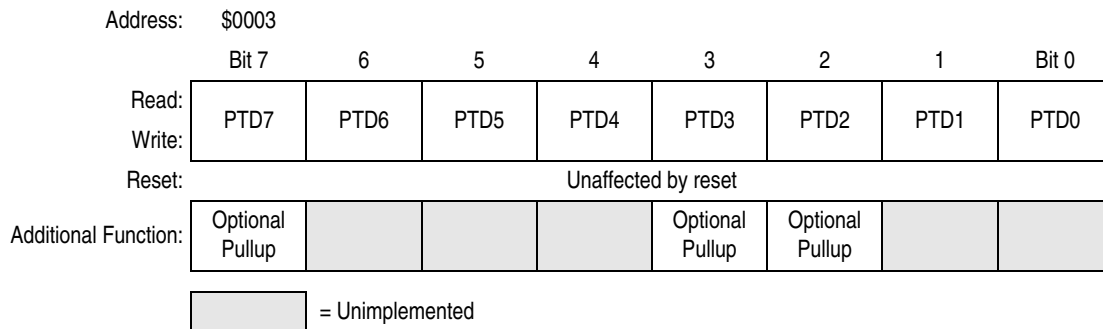 Address: $0003
Bit 7 6 5 4 3 2 1 Bit 0
Read:
PTD7 PTD6 PTD5 PTD4 PTD3 PTD2 PTD1 PTD0
Write:
Reset: Unaffected by reset
Additional Function: Optional Pullup Optional Pullup Optional Pullup
= Unimplemented